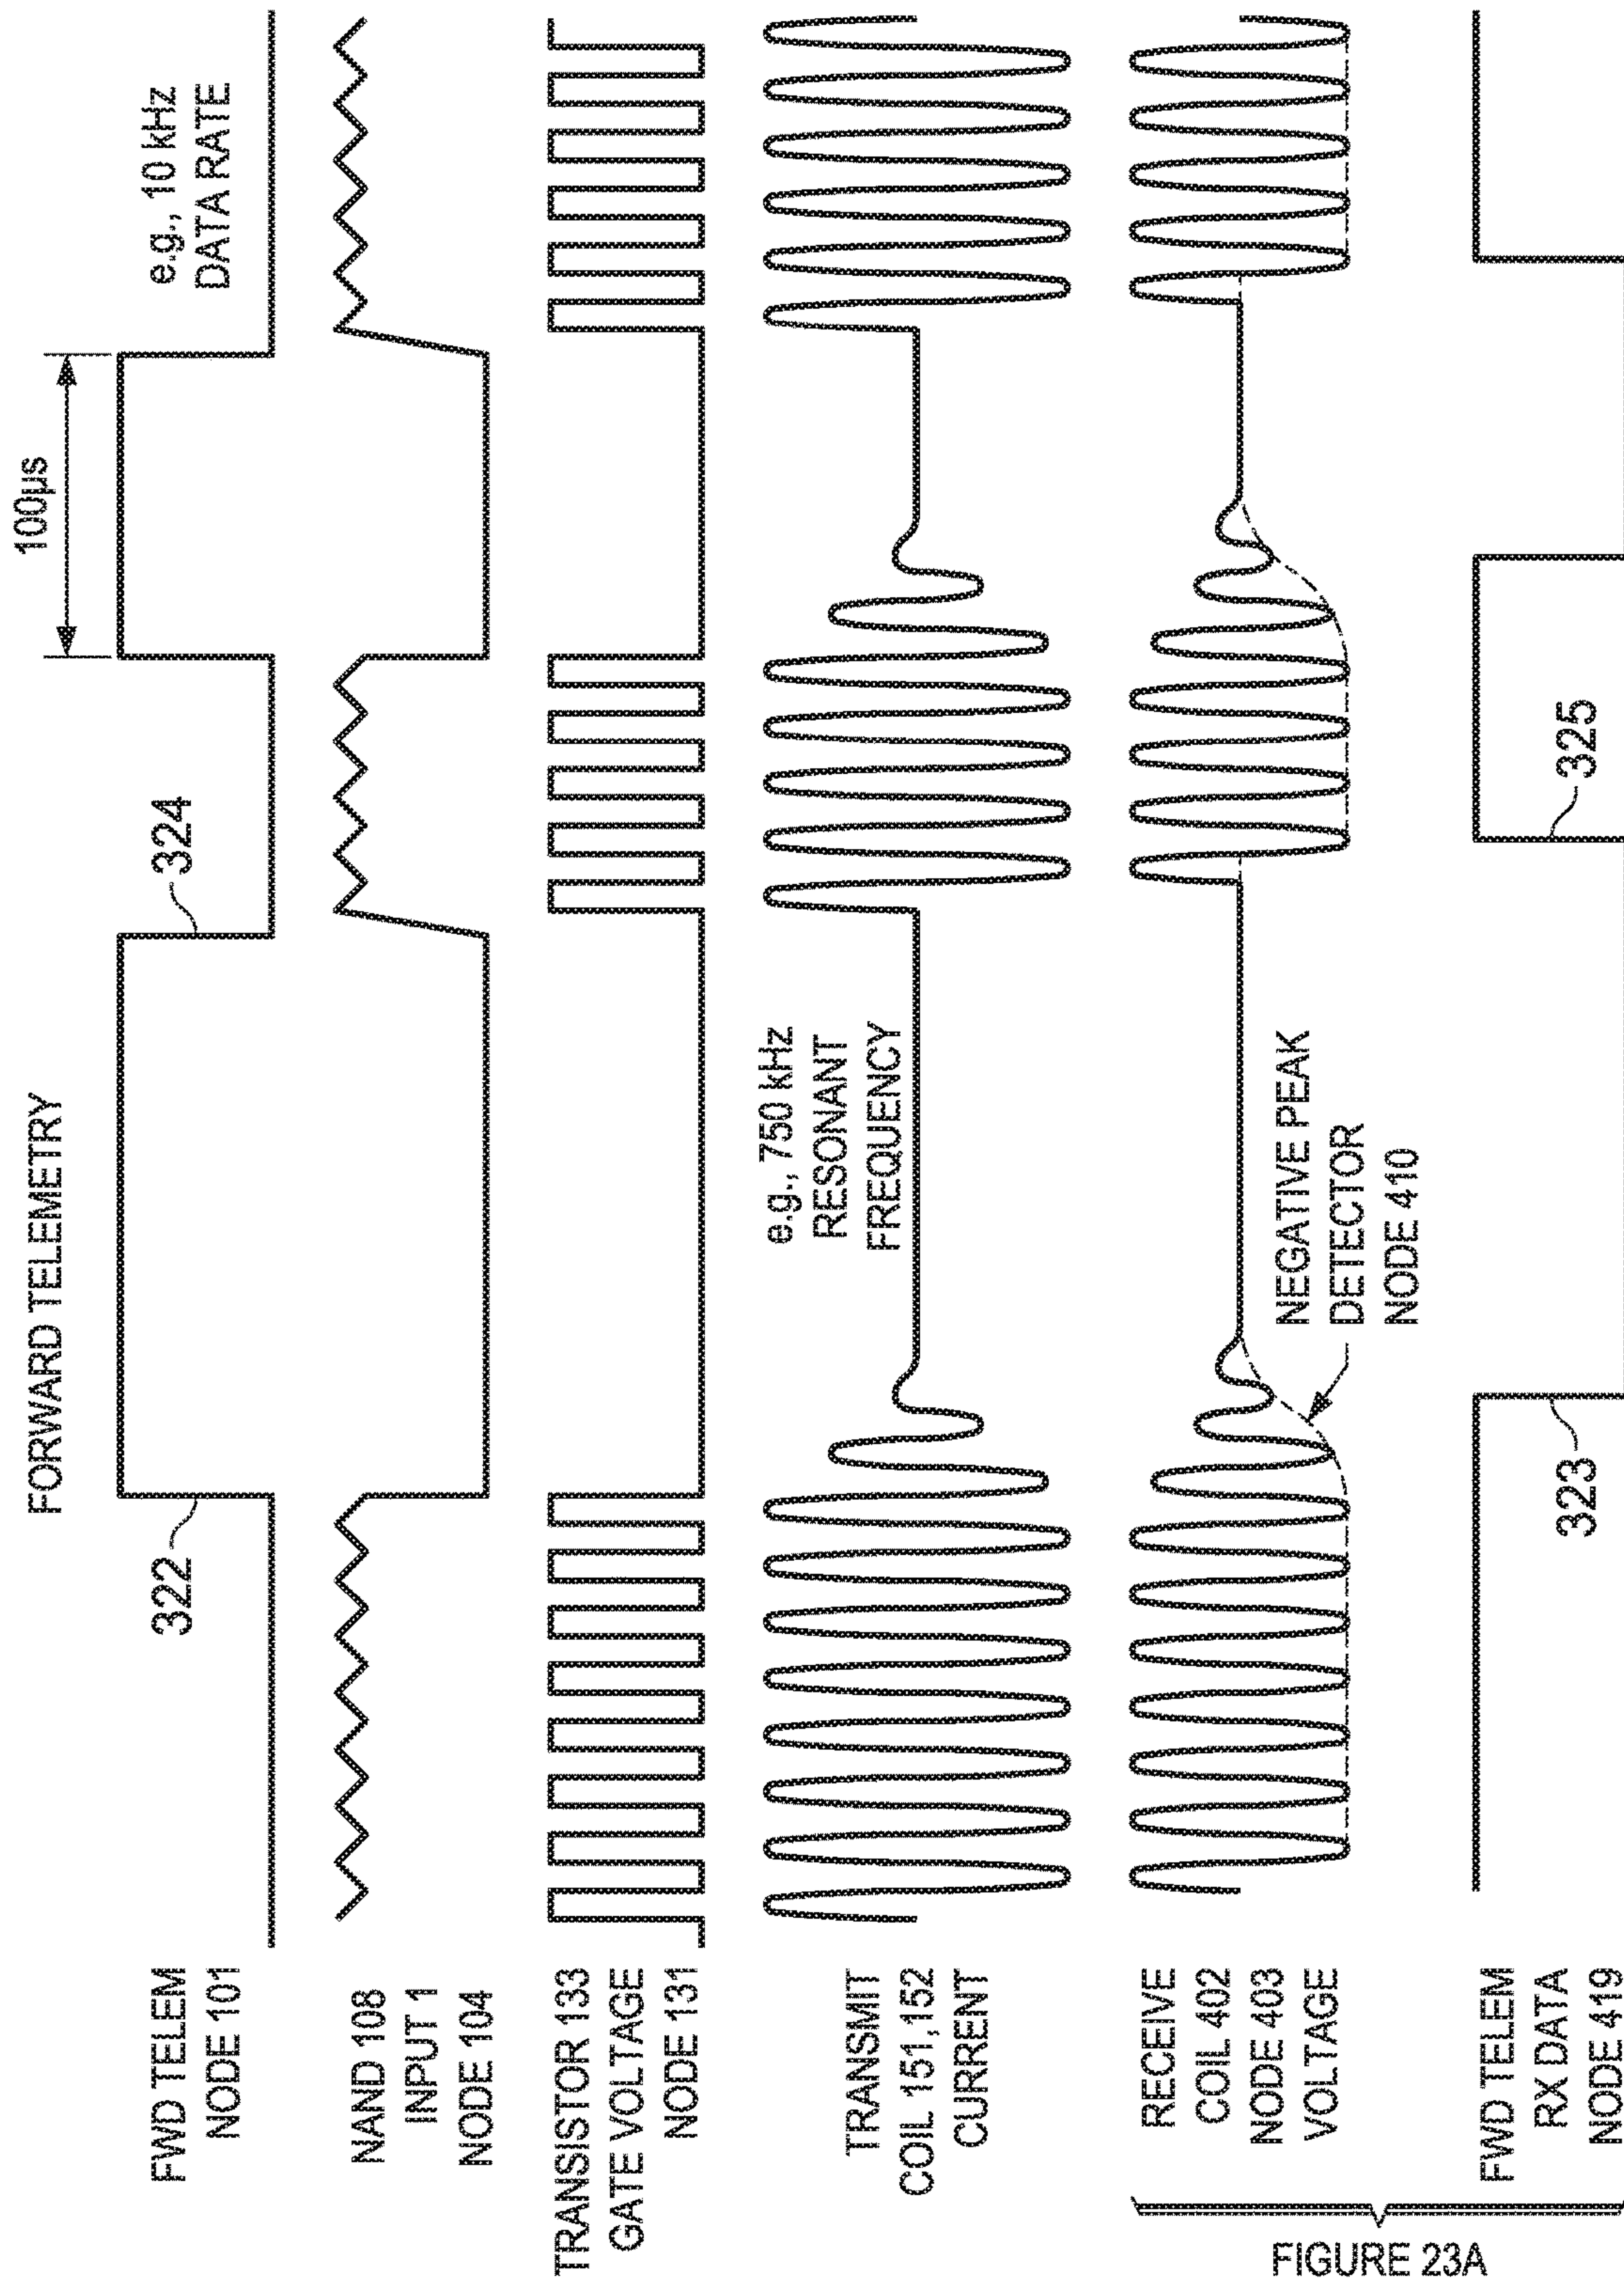 FORWARD TELEMETRY
100µs
e.g., 10 kHz
DATA RATE
FWD TELEM
NODE 101
322
324
NAND 108
INPUT 1
NODE 104
TRANSISTOR 133
GATE VOLTAGE
NODE 131
TRANSMIT
COIL 151,152
CURRENT
e.g., 750 kHz
RESONANT
FREQUENCY
RECEIVE
COIL 402
NODE 403
VOLTAGE
NEGATIVE PEAK
DETECTOR
NODE 410
FWD TELEM
RX DATA
NODE 419
323
325
FIGURE 23A